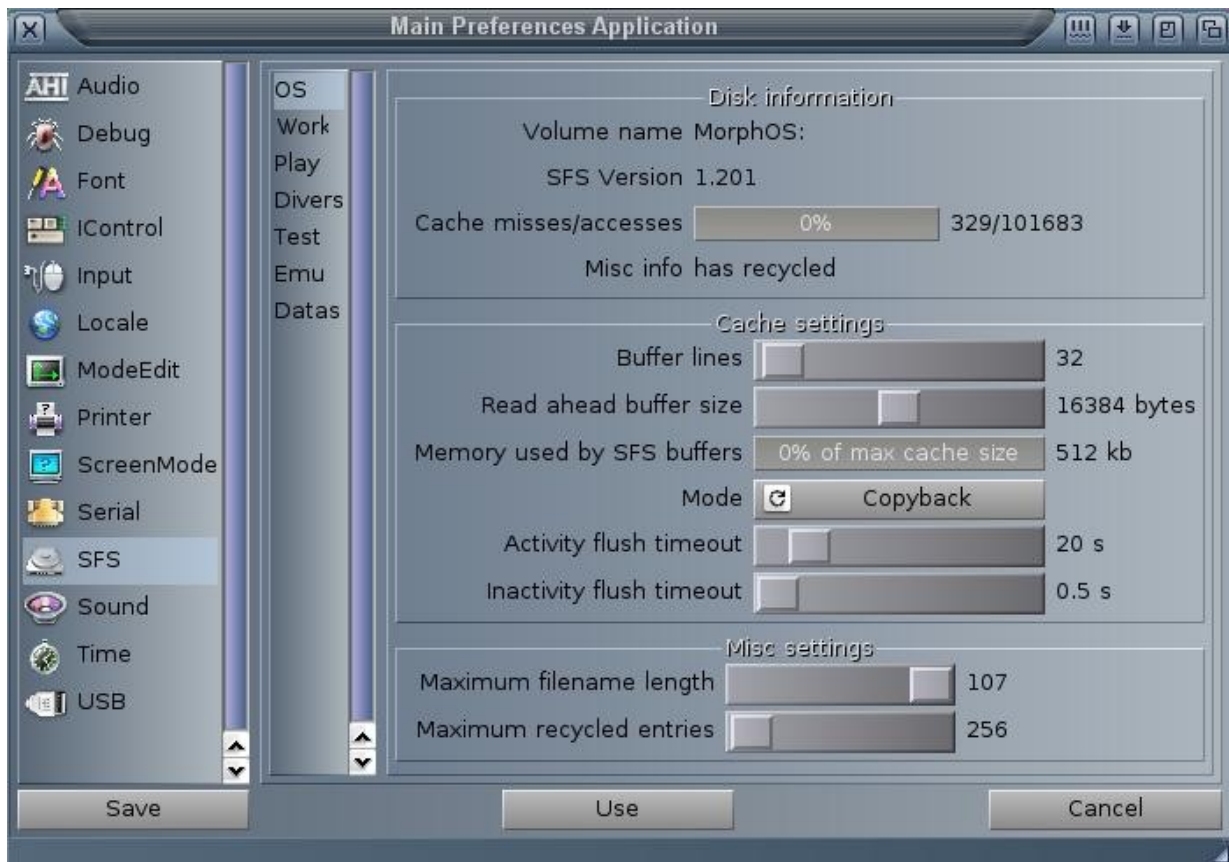 Main Preferences Application
AHI Audio
Debug
Font
IControl
Input
Locale
ModeEdit
Printer
ScreenMode
Serial
SFS
Sound
Time
USB
OS
Work
Play
Divers
Test
Emu
Datas
Disk information
Volume name MorphOS:
SFS Version 1.201
Cache misses/accesses 0% 329/101683
Misc info has recycled
Cache settings
Buffer lines 32
Read ahead buffer size 16384 bytes
Memory used by SFS buffers 0% of max cache size 512 kb
Mode Copyback
Activity flush timeout 20 s
Inactivity flush timeout 0.5 s
Misc settings
Maximum filename length 107
Maximum recycled entries 256
Save Use Cancel